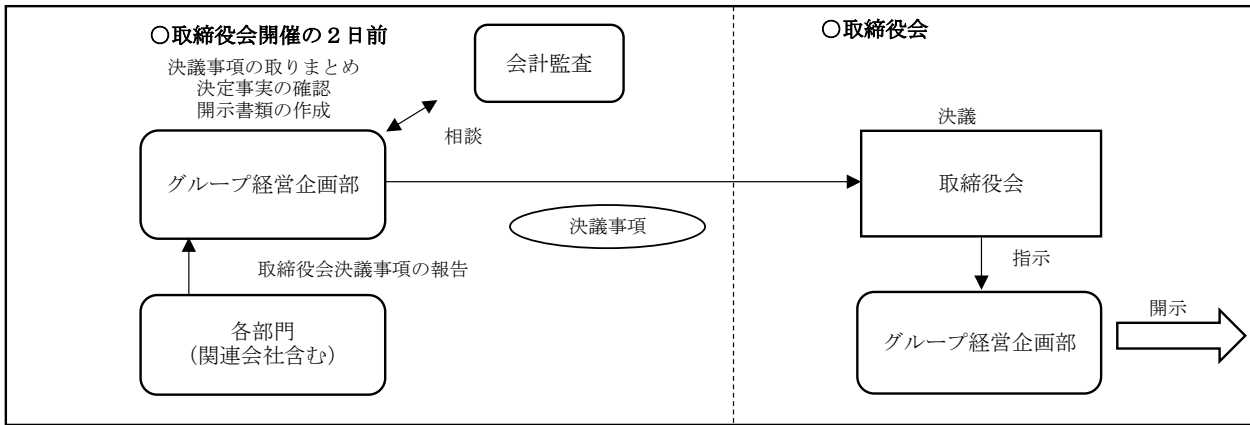 ○取締役会開催の２日前
決議事項の取りまとめ
決定事実の確認
開示書類の作成
会計監査
相談
グループ経営企画部
決議事項
取締役会決議事項の報告
各部門
（関連会社含む）
○取締役会
決議
取締役会
指示
グループ経営企画部
開示